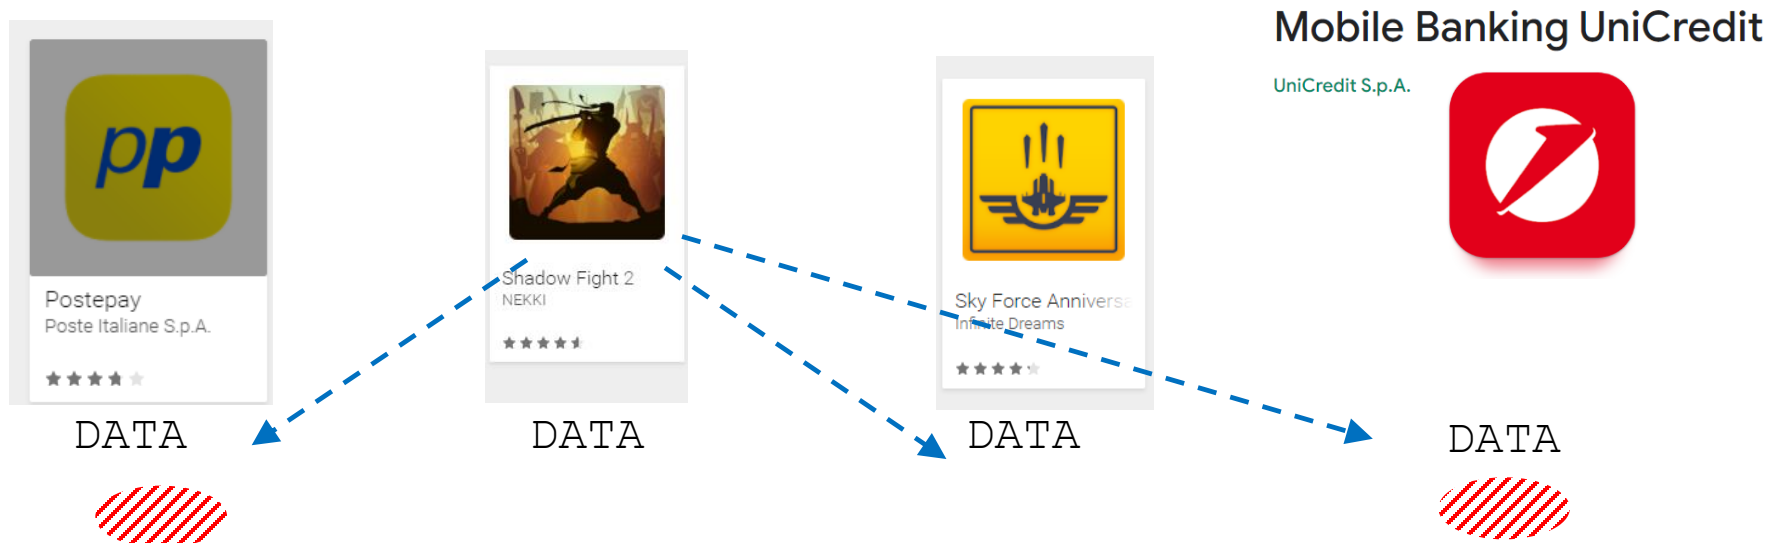 pp
Postepay
Poste Italiane S.p.A.
DATA
Shadow Fight 2
NEKKI
DATA
Sky Force Annivers
Infinite Dreams
DATA
Mobile Banking UniCredit
UniCredit S.p.A.
DATA